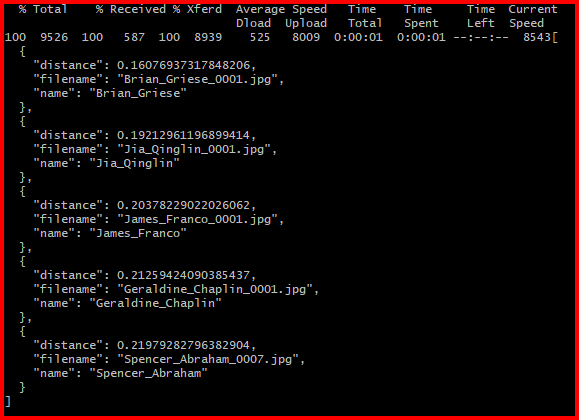 % Total % Received % Xferd Average Speed Time Time Time Current
Dload Upload Total Spent Left Speed
100 9526 100 587 100 8939 525 8009 0:00:01 0:00:01 --:--:-- 8543[
{
"distance": 0.16076937317848206,
"filename": "Brian_Griese_0001.jpg",
"name": "Brian_Griese"
},
{
"distance": 0.19212961196899414,
"filename": "Jia_Qinglin_0001.jpg",
"name": "Jia_Qinglin"
},
{
"distance": 0.20378229022026062,
"filename": "James_Franco_0001.jpg",
"name": "James_Franco"
},
{
"distance": 0.21259424090385437,
"filename": "Geraldine_Chaplin_0001.jpg",
"name": "Geraldine_Chaplin"
},
{
"distance": 0.21979282796382904,
"filename": "Spencer_Abraham_0007.jpg",
"name": "Spencer_Abraham"
}
]